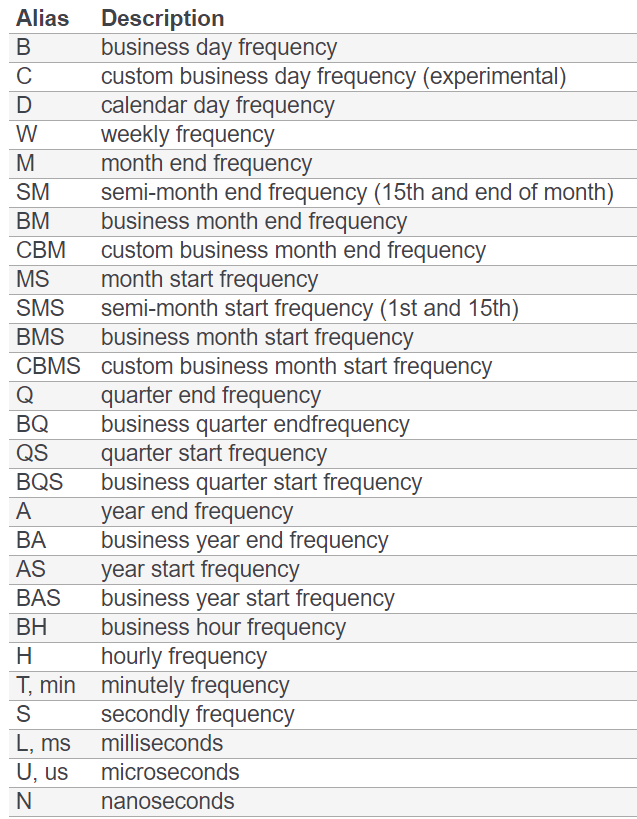 Alias Description
B business day frequency
C custom business day frequency (experimental)
D calendar day frequency
W weekly frequency
M month end frequency
SM semi-month end frequency (15th and end of month)
BM business month end frequency
CBM custom business month end frequency
MS month start frequency
SMS semi-month start frequency (1st and 15th)
BMS business month start frequency
CBMS custom business month start frequency
Q quarter end frequency
BQ business quarter endfrequency
QS quarter start frequency
BQS business quarter start frequency
A year end frequency
BA business year end frequency
AS year start frequency
BAS business year start frequency
BH business hour frequency
H hourly frequency
T, min minutely frequency
S secondly frequency
L, ms milliseconds
U, us microseconds
N nanoseconds